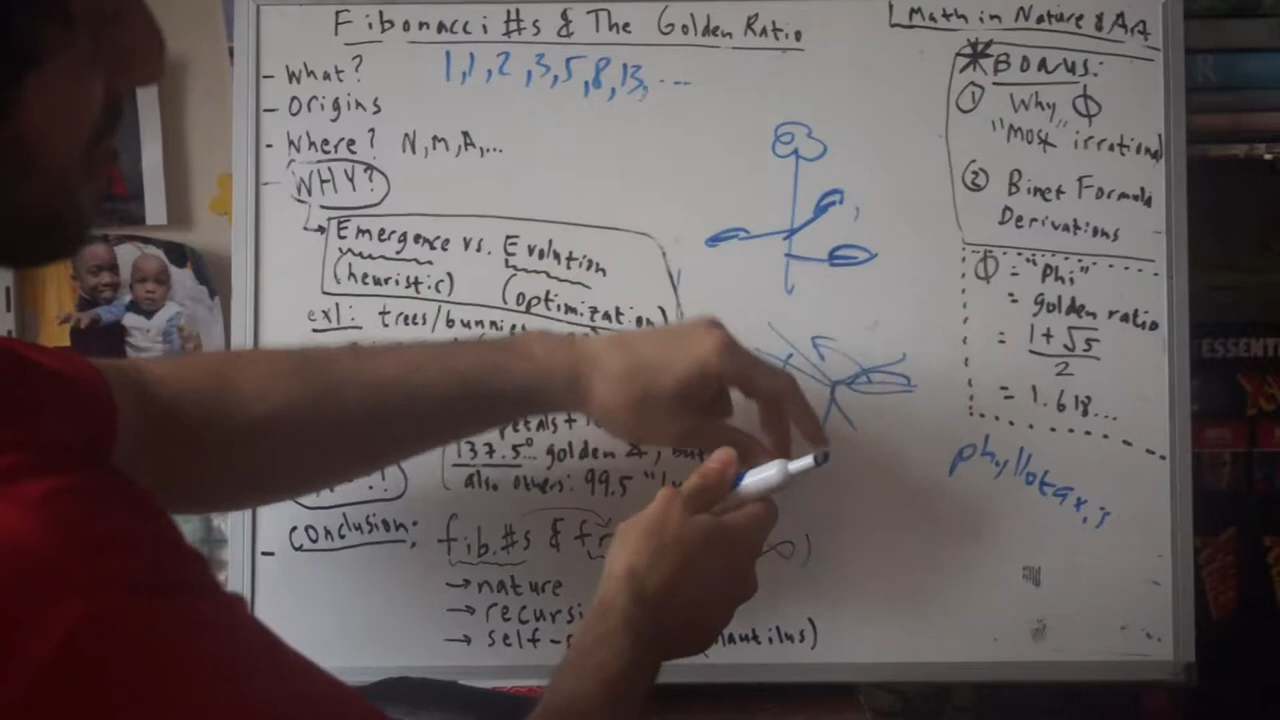 Fibonacci #s & The Golden Ratio
Math in Nature & Art
- What?
1,1,2,3,5,8,13,...
- Origins
- Where? N,M,A,...
- WHY?
Emergence vs. Evolution
(heuristic) (optimization)
ex1: trees/bunnies
petals +
137.5° golden ∠, but
also others: 99.5 "
- Conclusion: fib.#s &
→ nature
→ recursi
→ self-s (nautilus)
* Bonus:
① Why Φ
"most" irrational
② Binet Formula
Derivations
Φ = "Phi"
= golden ratio
= 1+√5
2
= 1.618...
phyllotaxis
ESSENTI